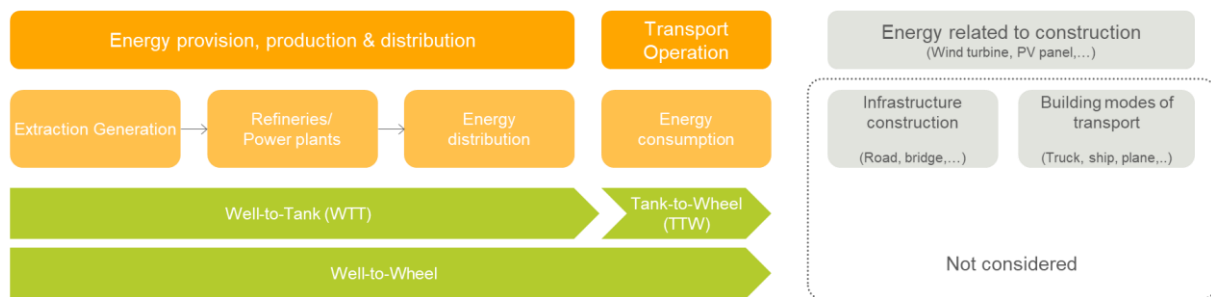 Energy provision, production & distribution
Transport
Operation
Energy related to construction
(Wind turbine, PV panel,…)
Extraction Generation
Refineries/
Power plants
Energy
distribution
Energy
consumption
Infrastructure
construction
(Road, bridge,…)
Building modes of
transport
(Truck, ship, plane,..)
Well-to-Tank (WTT)
Tank-to-Wheel
(TTW)
Well-to-Wheel
Not considered